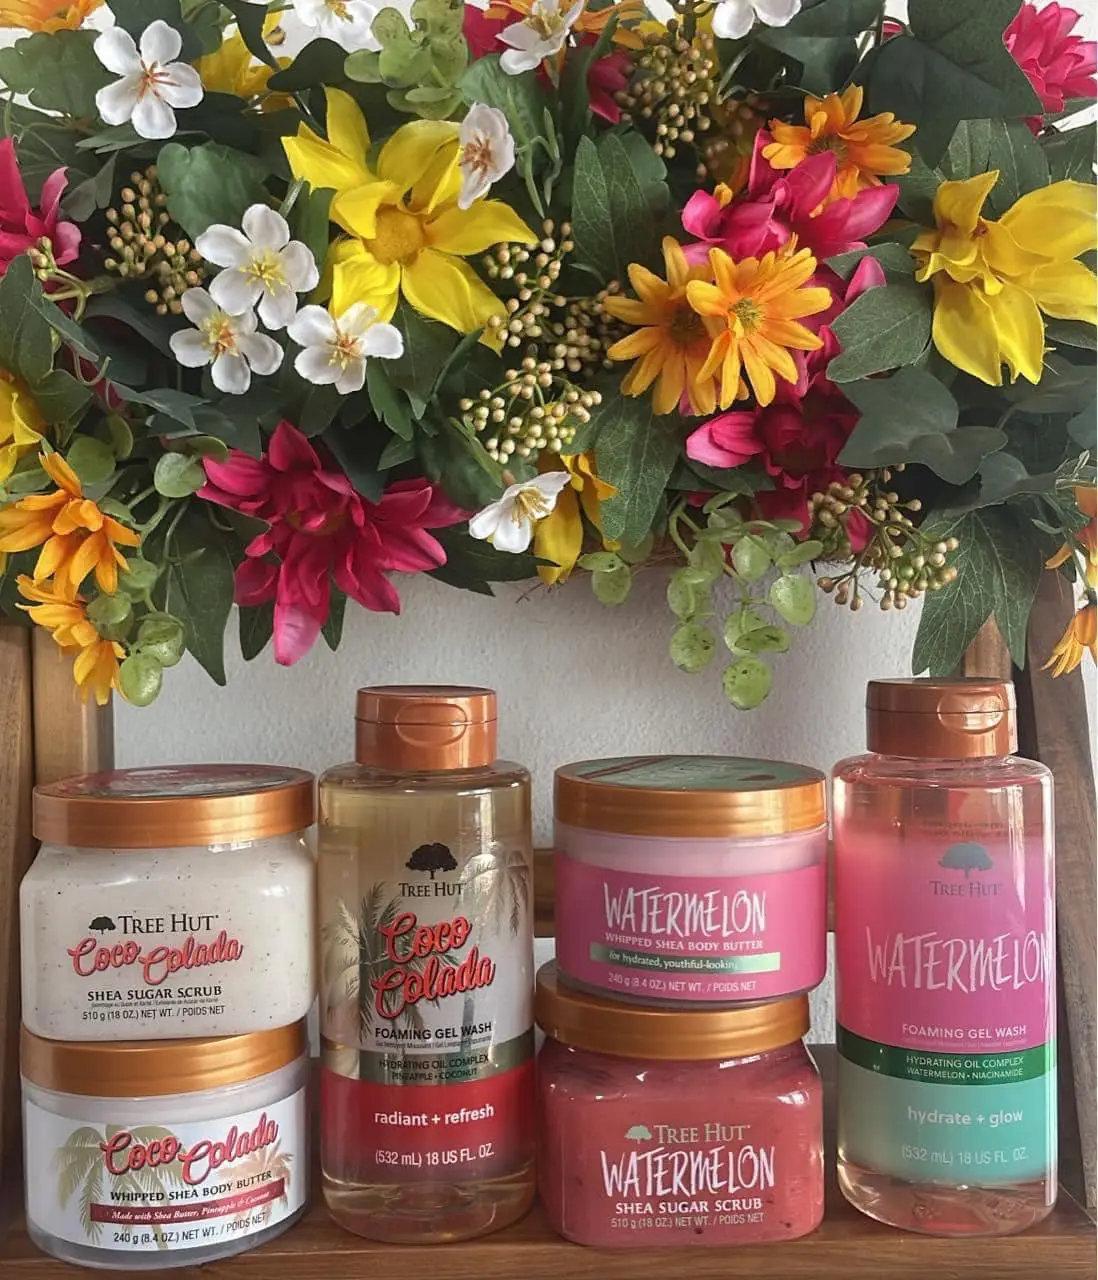 TREE HUT
Coco Colada
SHEA SUGAR SCRUB
510 g (18 OZ.) NET WT. / POIDS NET
Coco Colada
WHIPPED SHEA BODY BUTTER
Made with Shea Butter, Pineapple & Coconut
240 g (8.4 OZ.) NET WT. / POIDS NET
TREE HUT
Coco
Colada
FOAMING GEL WASH
HYDRATING OIL COMPLEX
PINEAPPLE • COCONUT
radiant + refresh
(532 mL) 18 US FL. OZ.
WATERMELON
WHIPPED SHEA BODY BUTTER
for hydrated, youthful-lookin
240 g (8.4 OZ.) NET WT. / POIDS NET
TREE HUT
WATERMELON
SHEA SUGAR SCRUB
510 g (18 OZ.) NET WT. / POIDS NET
TREE HUT
WATERMELON
FOAMING GEL WASH
HYDRATING OIL COMPLEX
WATERMELON • NIACINAMIDE
hydrate + glow
(532 mL) 18 US FL. OZ.